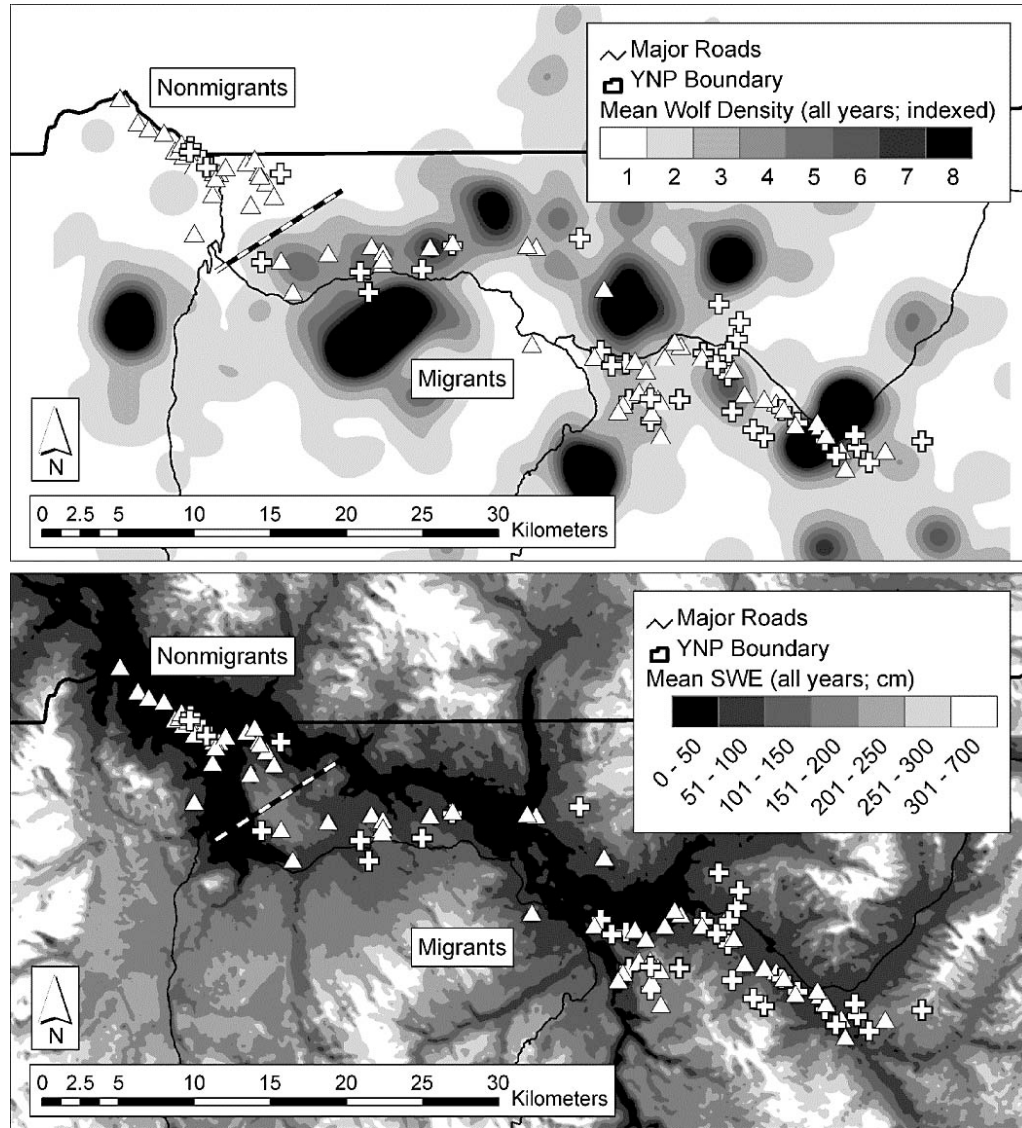 Nonmigrants
Major Roads
YNP Boundary
Mean Wolf Density (all years; indexed)
1 2 3 4 5 6 7 8
Migrants
N
0 2.5 5 10 15 20 25 30
Kilometers
Nonmigrants
Major Roads
YNP Boundary
Mean SWE (all years; cm)
0 - 50
51 - 100
101 - 150
151 - 200
201 - 250
251 - 300
301 - 700
Migrants
N
0 2.5 5 10 15 20 25 30
Kilometers